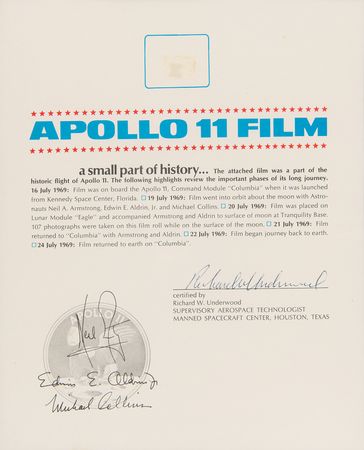 APOLLO 11 FILM
a small part of history... The attached film was a part of the
historic flight of Apollo 11. The following highlights review the important phases of its long journey.
16 July 1969: Film was on board the Apollo 11, Command Module "Columbia" when it was launched
from Kennedy Space Center, Florida. □ 19 July 1969: Film went into orbit about the moon with Astro-
nauts Neil A. Armstrong, Edwin E. Aldrin, Jr. and Michael Collins. □ 20 July 1969: Film was placed on
Lunar Module "Eagle" and accompanied Armstrong and Aldrin to surface of moon at Tranquility Base.
107 photographs were taken on this film roll while on the surface of the moon. □ 21 July 1969: Film
returned to "Columbia" with Armstrong and Aldrin. □ 22 July 1969: Film began journey back to earth.
□ 24 July 1969: Film returned to earth on "Columbia".
Richard W. Underwood
certified by
Richard W. Underwood
SUPERVISORY AEROSPACE TECHNOLOGIST
MANNED SPACECRAFT CENTER, HOUSTON, TEXAS
APOLLO
Neil
Edwin E. Aldrin Jr
Michael Collins